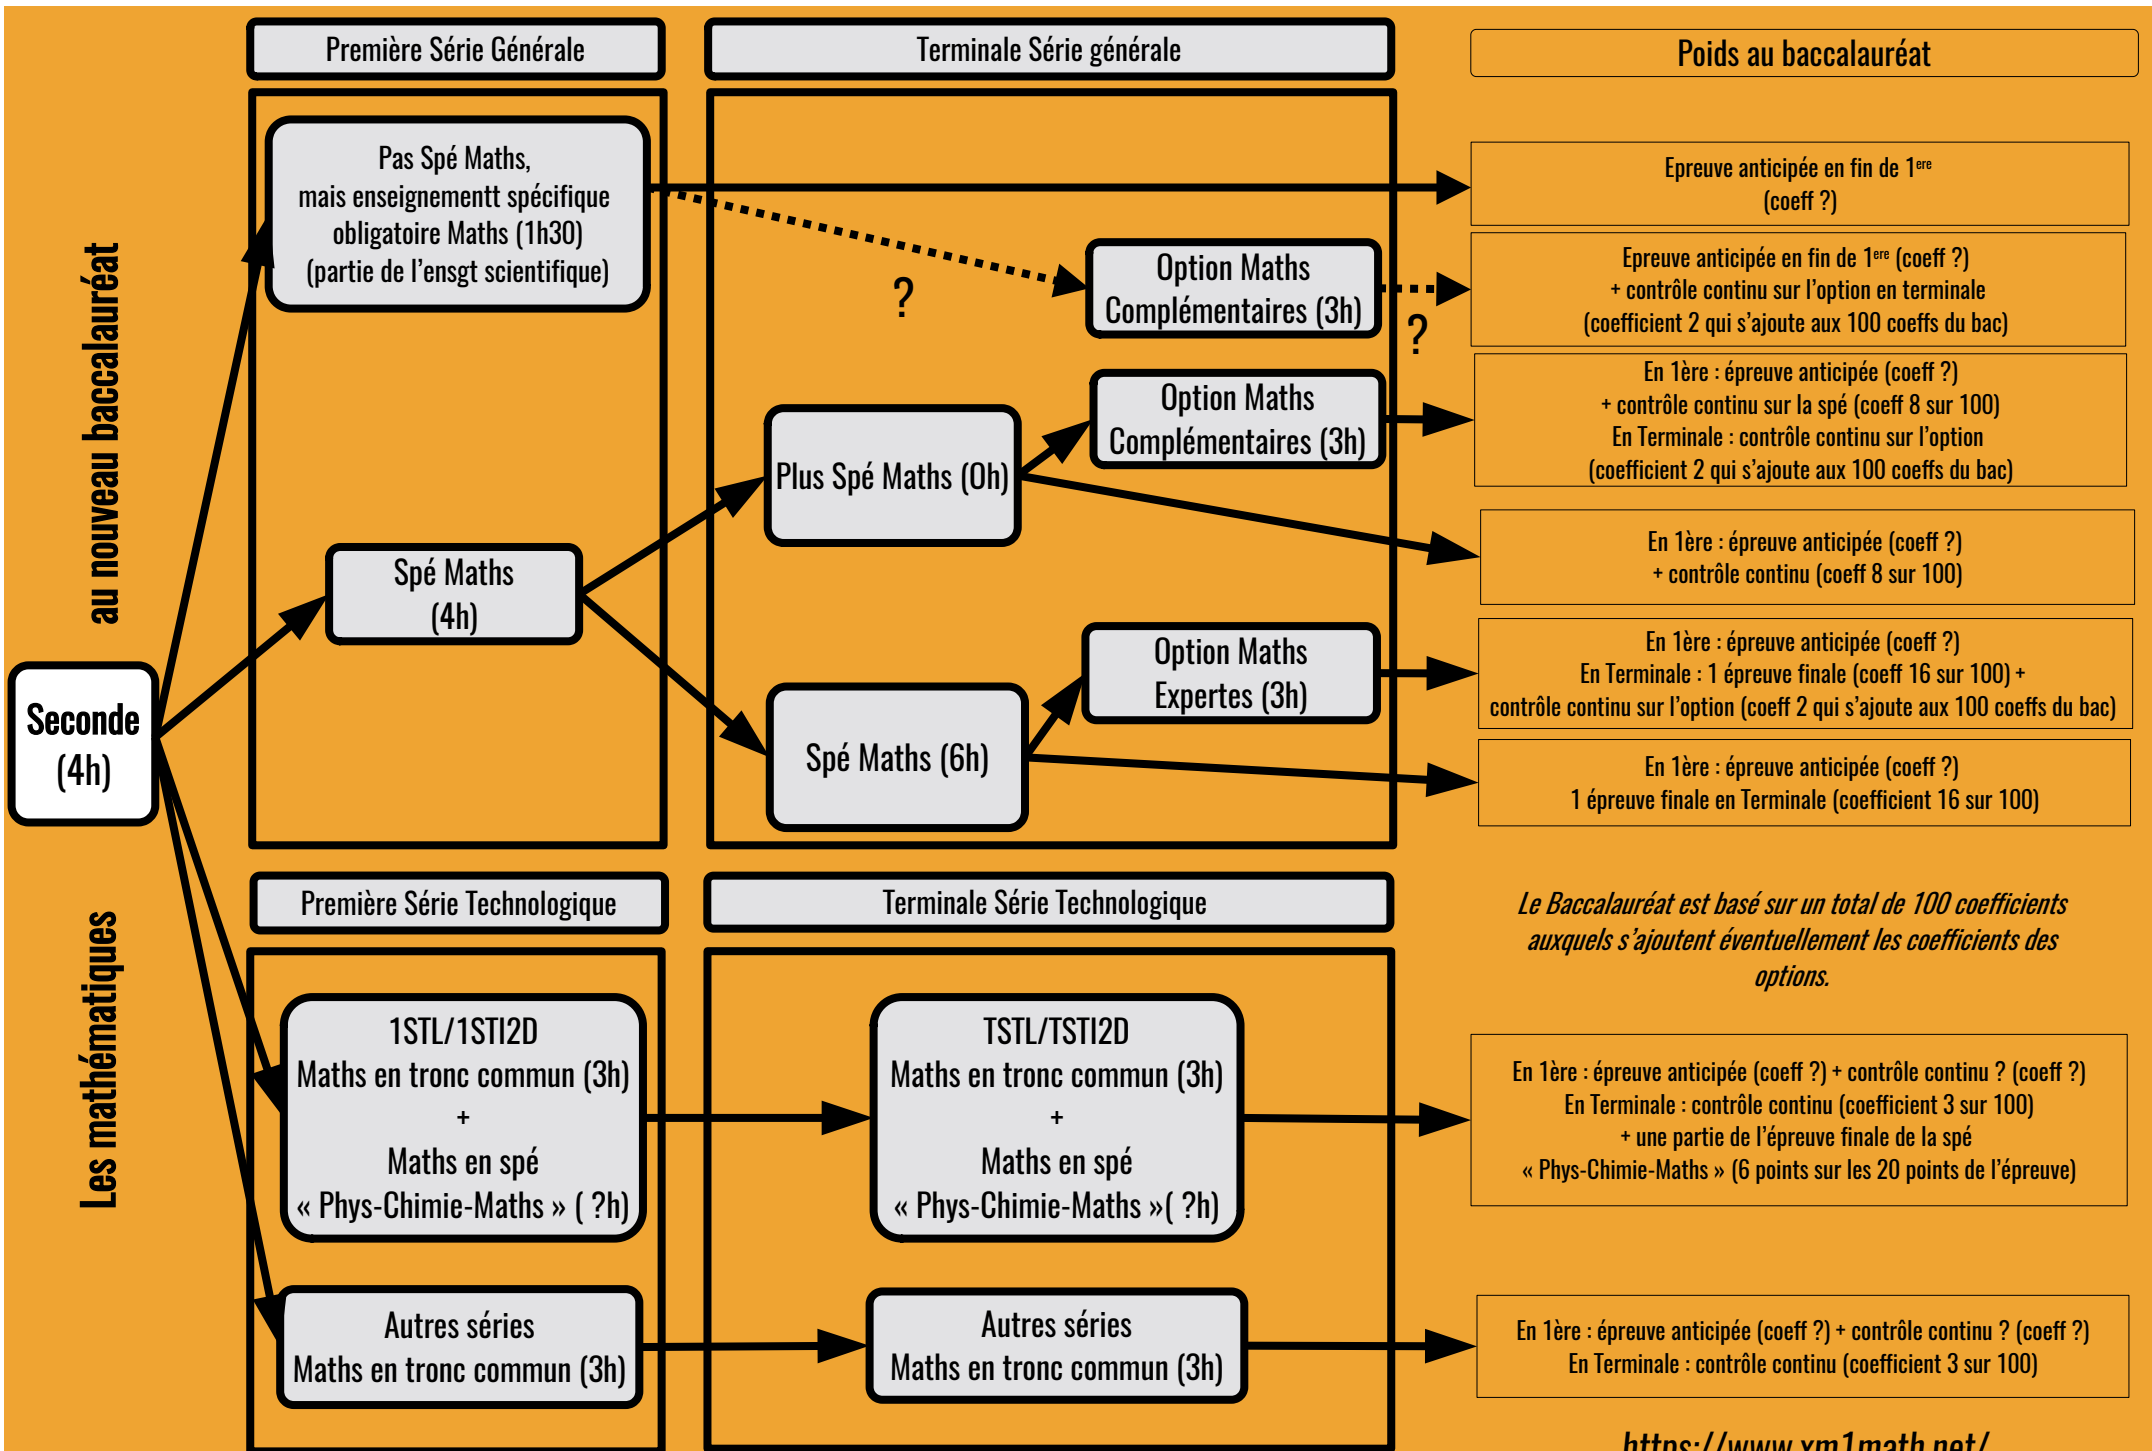 Première Série Générale
Terminale Série générale
Poids au baccalauréat
Pas Spé Maths,
mais enseignementt spécifique
obligatoire Maths (1h30)
(partie de l'ensgt scientifique)
Epreuve anticipée en fin de 1ere
(coeff ?)
?
Option Maths
Complémentaires (3h)
?
Epreuve anticipée en fin de 1ere (coeff ?)
+ contrôle continu sur l'option en terminale
(coefficient 2 qui s'ajoute aux 100 coeffs du bac)
Option Maths
Complémentaires (3h)
En 1ère : épreuve anticipée (coeff ?)
+ contrôle continu sur la spé (coeff 8 sur 100)
En Terminale : contrôle continu sur l'option
(coefficient 2 qui s'ajoute aux 100 coeffs du bac)
Plus Spé Maths (0h)
En 1ère : épreuve anticipée (coeff ?)
+ contrôle continu (coeff 8 sur 100)
Spé Maths
(4h)
Option Maths
Expertes (3h)
En 1ère : épreuve anticipée (coeff ?)
En Terminale : 1 épreuve finale (coeff 16 sur 100) +
contrôle continu sur l'option (coeff 2 qui s'ajoute aux 100 coeffs du bac)
Spé Maths (6h)
En 1ère : épreuve anticipée (coeff ?)
1 épreuve finale en Terminale (coefficient 16 sur 100)
Seconde
(4h)
Les mathématiques au nouveau baccalauréat
Première Série Technologique
Terminale Série Technologique
Le Baccalauréat est basé sur un total de 100 coefficients
auxquels s'ajoutent éventuellement les coefficients des
options.
1STL/1STI2D
Maths en tronc commun (3h)
+
Maths en spé
« Phys-Chimie-Maths » ( ?h)
TSTL/TSTI2D
Maths en tronc commun (3h)
+
Maths en spé
« Phys-Chimie-Maths »( ?h)
En 1ère : épreuve anticipée (coeff ?) + contrôle continu ? (coeff ?)
En Terminale : contrôle continu (coefficient 3 sur 100)
+ une partie de l'épreuve finale de la spé
« Phys-Chimie-Maths » (6 points sur les 20 points de l'épreuve)
Autres séries
Maths en tronc commun (3h)
Autres séries
Maths en tronc commun (3h)
En 1ère : épreuve anticipée (coeff ?) + contrôle continu ? (coeff ?)
En Terminale : contrôle continu (coefficient 3 sur 100)
https://www.xm1math.net/